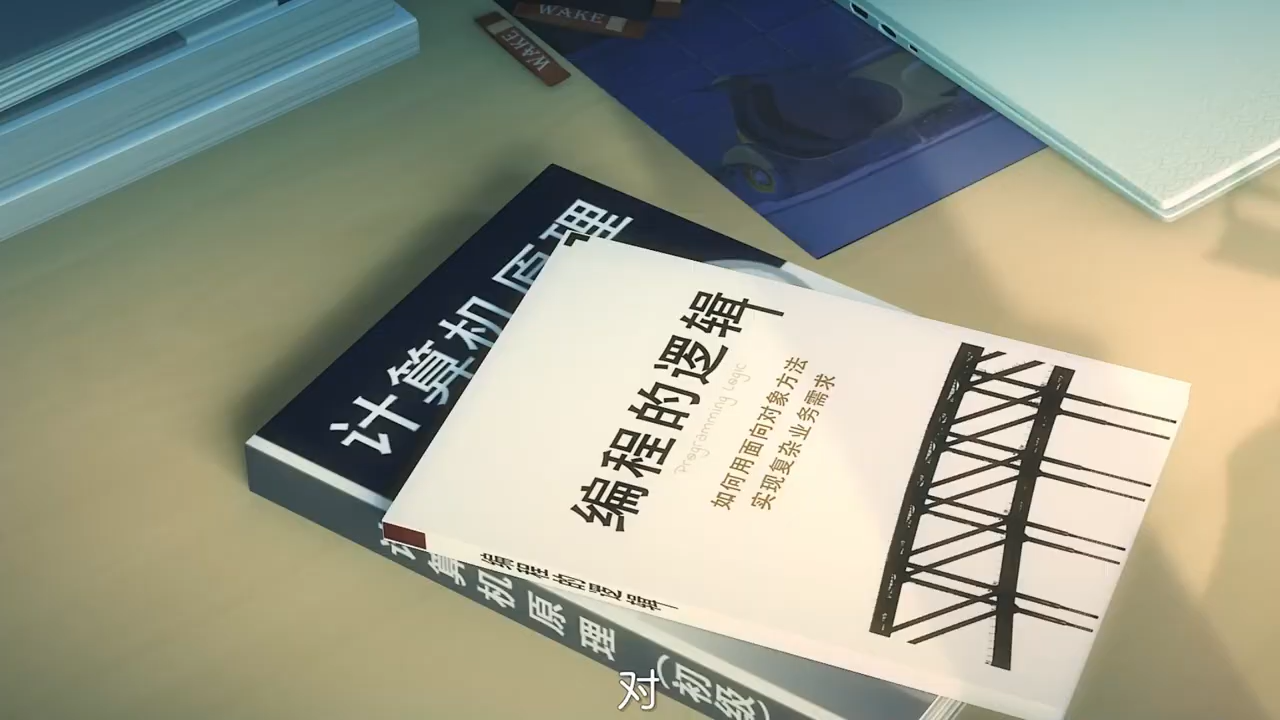 WAKE
WAKE
计算机原理
编程的逻辑
Programming Logic
如何用面向对象方法
实现复杂业务需求
编程的逻辑
计算机原理(初级)
对